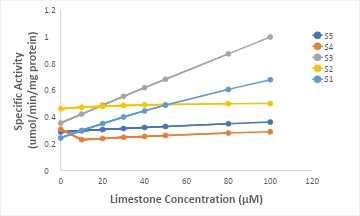 1.2
1
0.8
0.6
0.4
0.2
0
Specific Activity
(umol/min/mg protein)
0 20 40 60 80 100 120
Limestone Concentration (µM)
S5
S4
S3
S2
S1